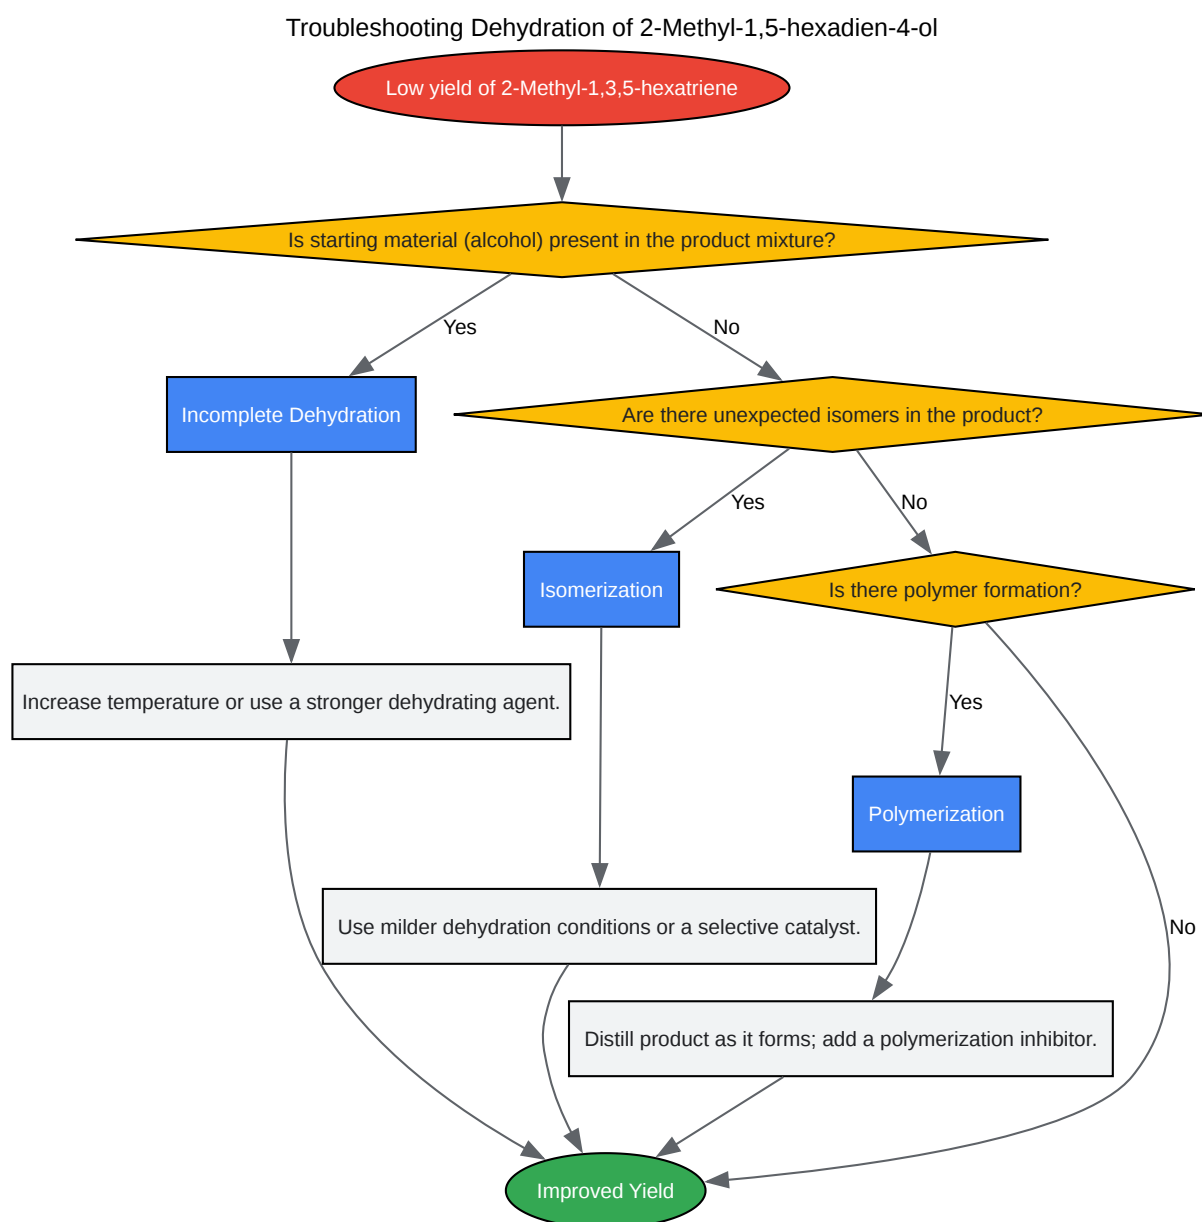 Troubleshooting Dehydration of 2-Methyl-1,5-hexadien-4-ol
Low yield of 2-Methyl-1,3,5-hexatriene
Is starting material (alcohol) present in the product mixture?
Yes
No
Incomplete Dehydration
Are there unexpected isomers in the product?
Yes
No
Isomerization
Is there polymer formation?
Increase temperature or use a stronger dehydrating agent.
Yes
Polymerization
Use milder dehydration conditions or a selective catalyst.
No
Distill product as it forms; add a polymerization inhibitor.
Improved Yield